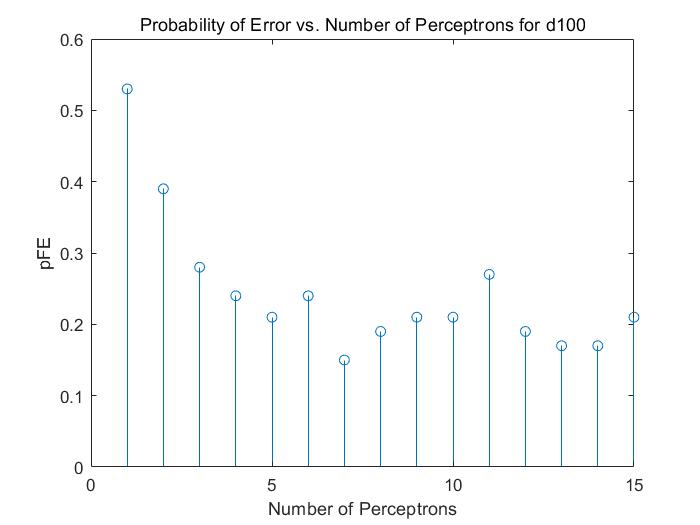 Probability of Error vs. Number of Perceptrons for d100
0.6
0.5
0.4
0.3
0.2
0.1
0
pFE
0 5 10 15
Number of Perceptrons